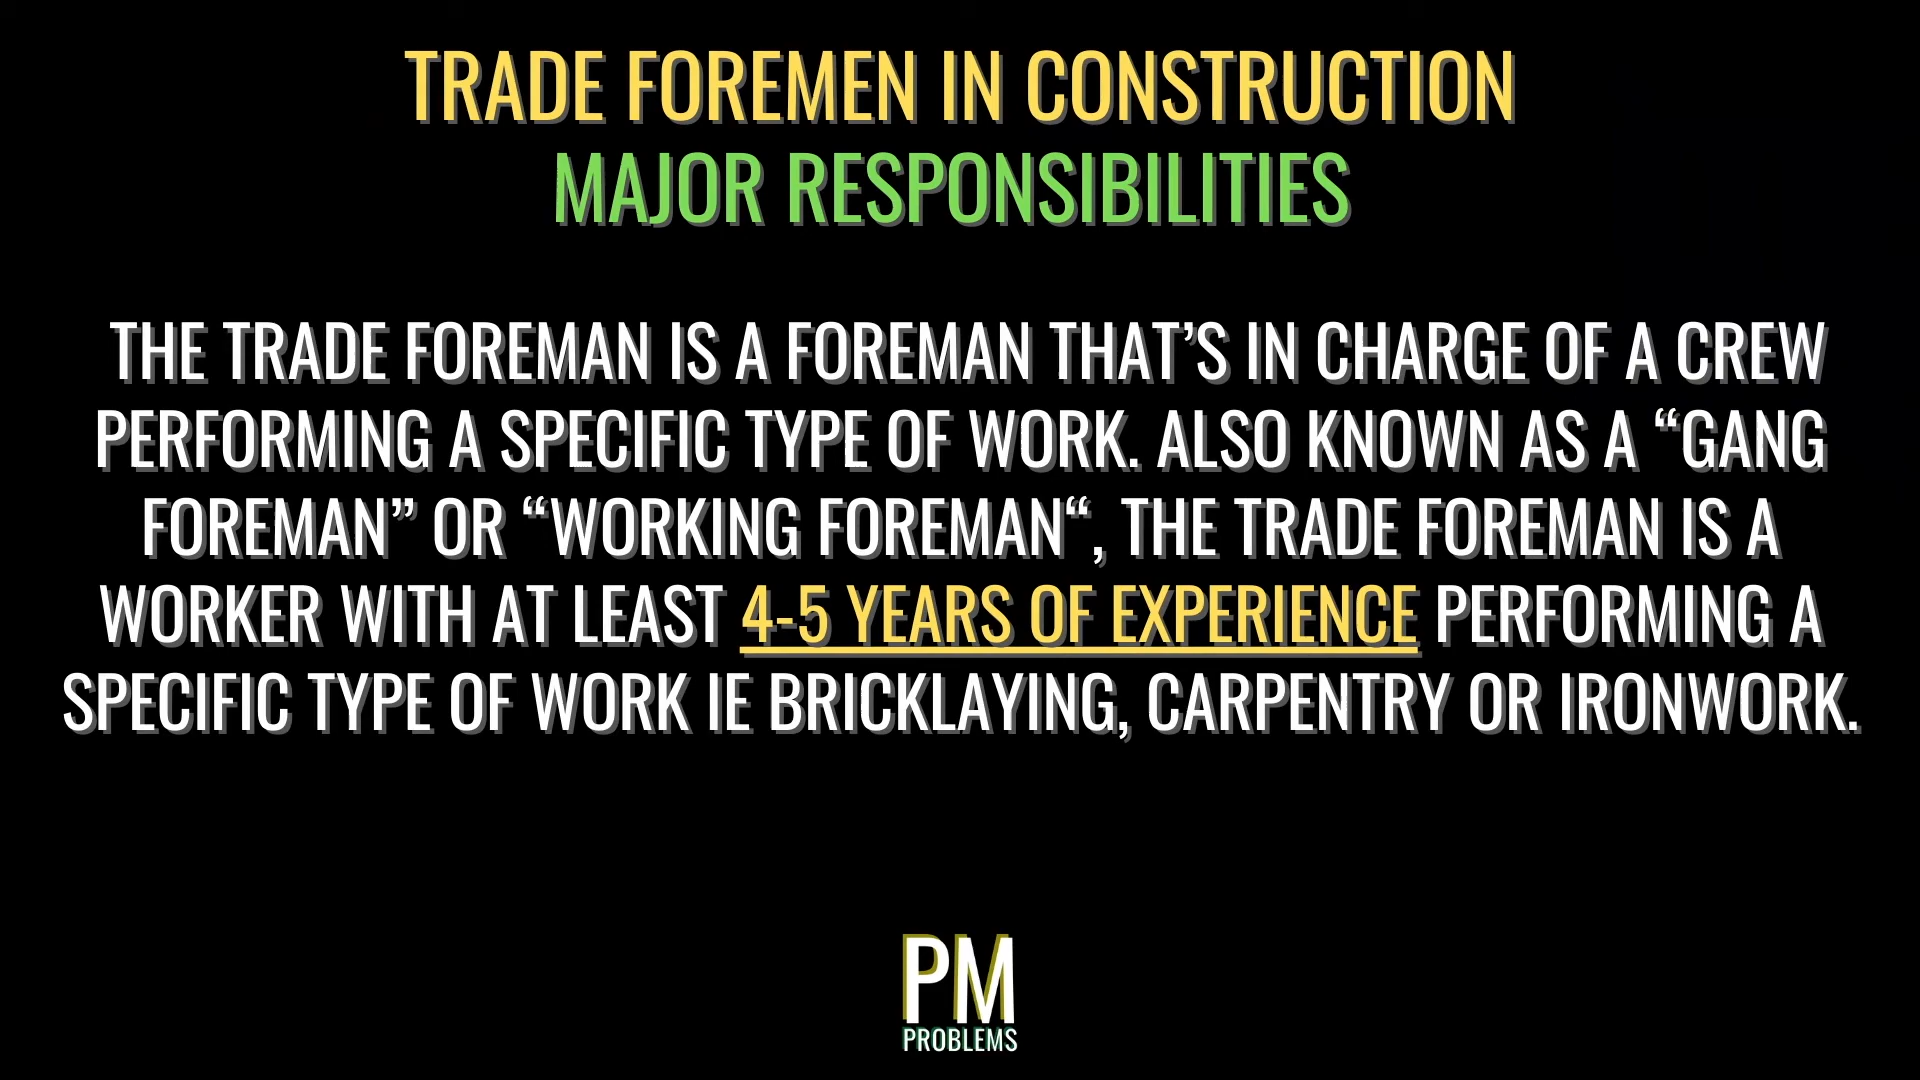 TRADE FOREMEN IN CONSTRUCTION
MAJOR RESPONSIBILITIES
THE TRADE FOREMAN IS A FOREMAN THAT’S IN CHARGE OF A CREW
PERFORMING A SPECIFIC TYPE OF WORK. ALSO KNOWN AS A “GANG
FOREMAN” OR “WORKING FOREMAN“, THE TRADE FOREMAN IS A
WORKER WITH AT LEAST 4-5 YEARS OF EXPERIENCE PERFORMING A
SPECIFIC TYPE OF WORK IE BRICKLAYING, CARPENTRY OR IRONWORK.
PM
PROBLEMS